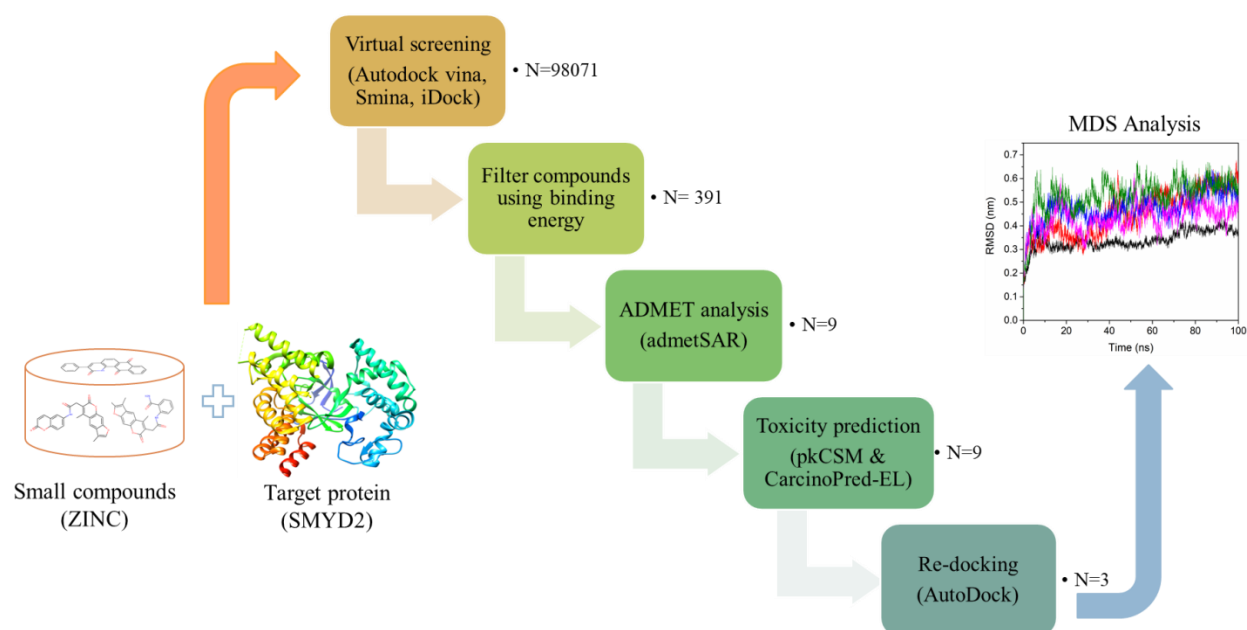 Virtual screening
(Autodock vina,
Smina, iDock)
• N=98071
Filter compounds
using binding
energy
• N= 391
ADMET analysis
(admetSAR)
• N=9
Toxicity prediction
(pkCSM &
CarcinoPred-EL)
• N=9
Re-docking
(AutoDock)
• N=3
Small compounds
(ZINC)
Target protein
(SMYD2)
MDS Analysis
RMSD (nm)
0.7
0.6
0.5
0.4
0.3
0.2
0.1
0.0
0 20 40 60 80 100
Time (ns)